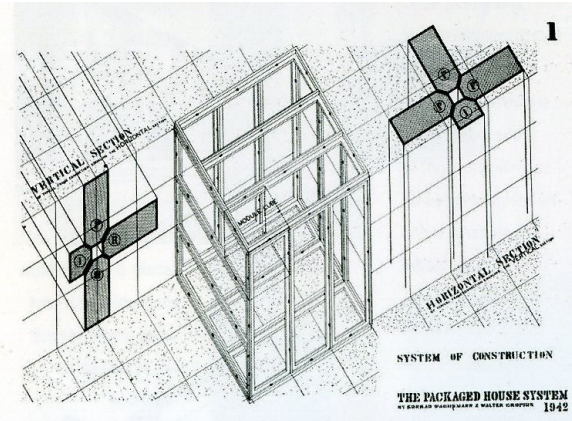 1
VERTICAL SECTION
HORIZONTAL
MODULE CUBE
HORIZONTAL SECTION
SYSTEM OF CONSTRUCTION
THE PACKAGED HOUSE SYSTEM
BY KONRAD WACHSMANN & WALTER GROPIUS 1942